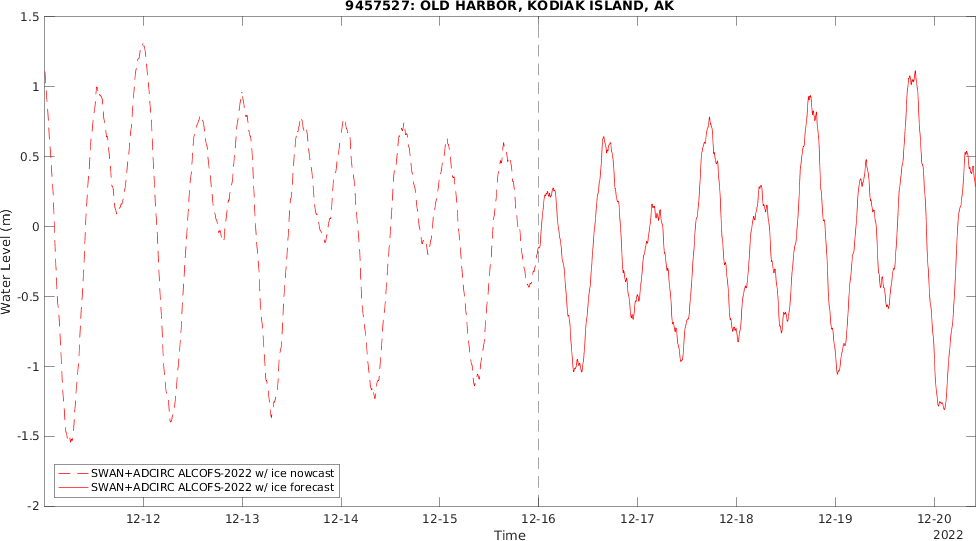 9457527: OLD HARBOR, KODIAK ISLAND, AK
1.5
1
0.5
0
-0.5
-1
-1.5
-2
Water Level (m)
SWAN+ADCIRC ALCOFS-2022 w/ ice nowcast
SWAN+ADCIRC ALCOFS-2022 w/ ice forecast
12-12 12-13 12-14 12-15 12-16 12-17 12-18 12-19 12-20
Time
2022